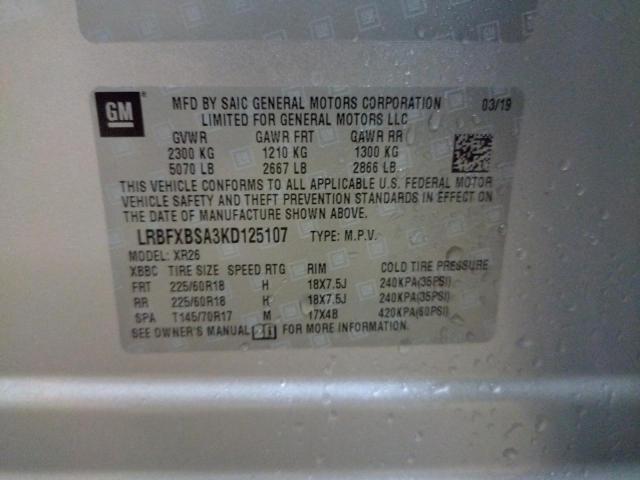 GM ® MFD BY SAIC GENERAL MOTORS CORPORATION 03/19
LIMITED FOR GENERAL MOTORS LLC
GVWR GAWR FRT GAWR RR
2300 KG 1210 KG 1300 KG
5070 LB 2667 LB 2866 LB
THIS VEHICLE CONFORMS TO ALL APPLICABLE U.S. FEDERAL MOTOR
VEHICLE SAFETY AND THEFT PREVENTION STANDARDS IN EFFECT ON
THE DATE OF MANUFACTURE SHOWN ABOVE.
LRBFXBSA3KD125107 TYPE: M.P.V.
MODEL: XR26
XBBC TIRE SIZE SPEED RTG RIM COLD TIRE PRESSURE
FRT 225/60R18 H 18X7.5J 240KPA(35PSI)
RR 225/60R18 H 18X7.5J 240KPA(35PSI)
SPA T145/70R17 M 17X4B 420KPA(60PSI)
SEE OWNER'S MANUAL FOR MORE INFORMATION.